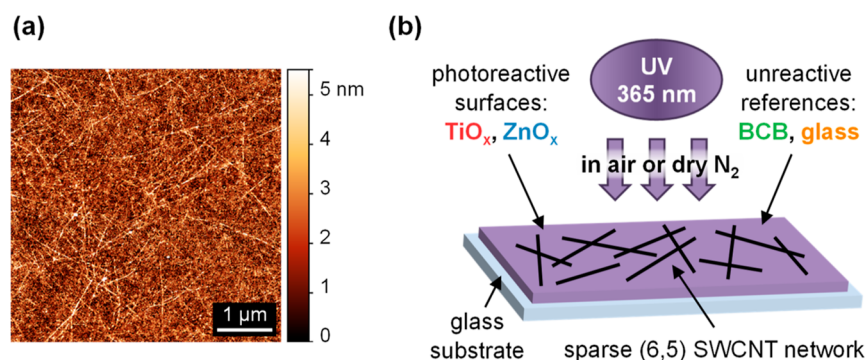 (a)
5 nm
4
3
2
1
0
1 µm
(b)
UV
365 nm
photoreactive
surfaces:
TiOₓ, ZnOₓ
unreactive
references:
BCB, glass
in air or dry N₂
glass
substrate
sparse (6,5) SWCNT network